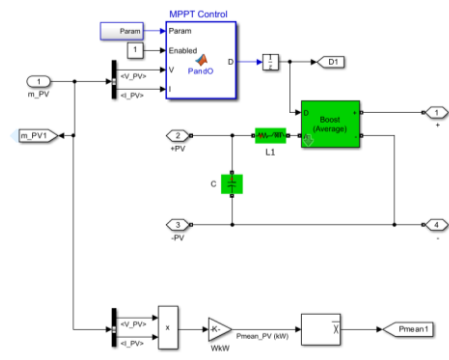 MPPT Control
Param
Param
1
Enabled
PandO
D
V
I
<V_PV>
<I_PV>
1
z
D1
1
m_PV
m_PV1
D
Boost
(Average)
+
-
1
+
2
+PV
L1
C
3
-PV
4
-
<V_PV>
<I_PV>
x
-K-
WkW
Pmean_PV (kW)
X
Pmean1